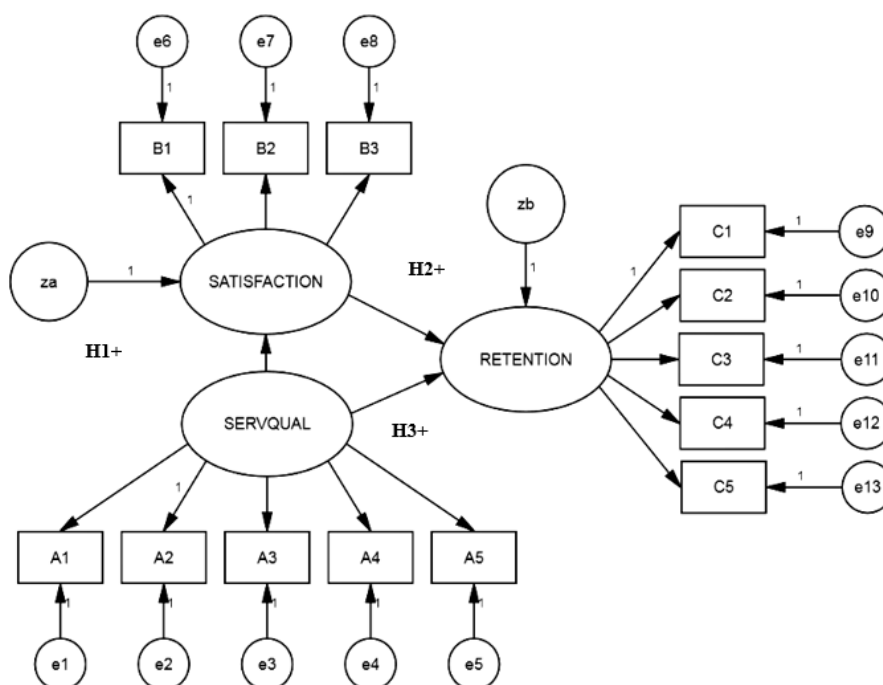 e6 e7 e8
1 1 1
B1 B2 B3
1
zb
C1 1 e9
1
H2+
za 1 SATISFACTION
1
C2 1 e10
H1+
RETENTION
C3 1 e11
SERVQUAL
H3+
C4 1 e12
C5 1 e13
1
A1 A2 A3 A4 A5
1 1 1 1 1
e1 e2 e3 e4 e5